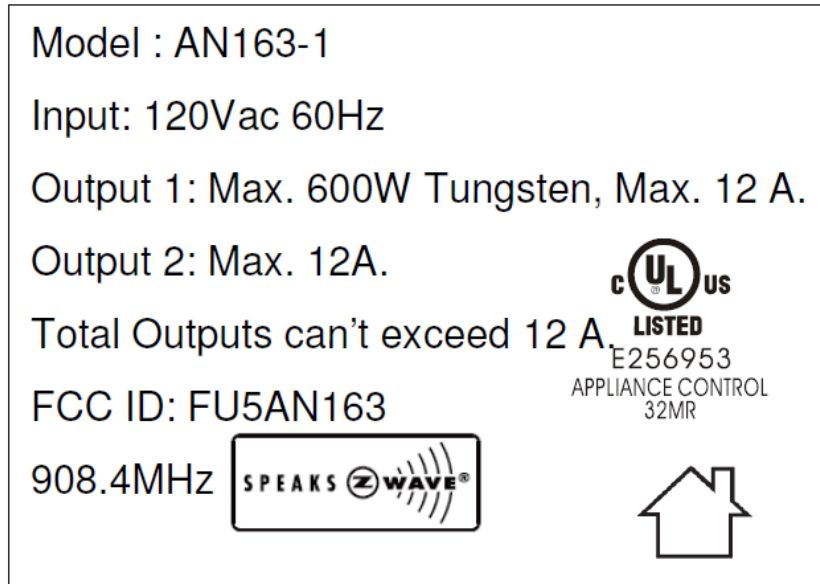 Model : AN163-1
Input: 120Vac 60Hz
Output 1: Max. 600W Tungsten, Max. 12 A.
Output 2: Max. 12A.
Total Outputs can’t exceed 12 A.
FCC ID: FU5AN163
908.4MHz
SPEAKS Z WAVE®
C UL® US
LISTED
E256953
APPLIANCE CONTROL
32MR